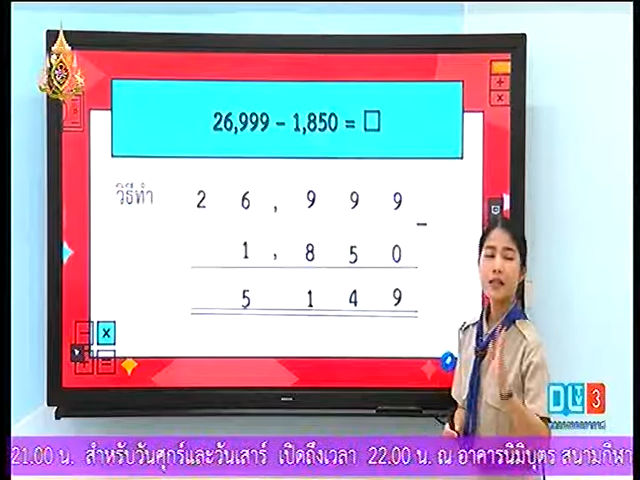 26,999 − 1,850 = □
วิธีทำ 2 6 , 9 9 9
−
1 , 8 5 0
5 1 4 9
DLTV 3
21.00 น. สำหรับวันศุกร์และวันเสาร์ เปิดถึงเวลา 22.00 น. ณ อาคารนิมิบุตร สนามกีฬา